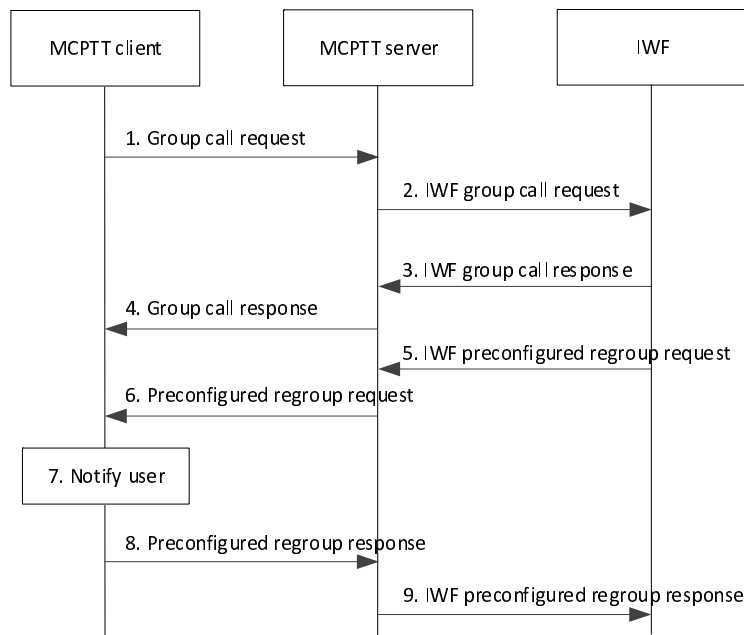 MCPTT client
MCPTT server
IWF
1. Group call request
2. IWF group call request
3. IWF group call response
4. Group call response
5. IWF preconfigured regroup request
6. Preconfigured regroup request
7. Notify user
8. Preconfigured regroup response
9. IWF preconfigured regroup response